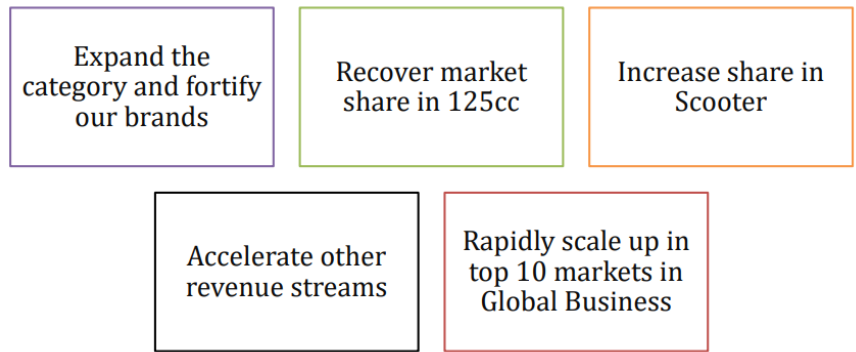 Expand the
category and fortify
our brands
Recover market
share in 125cc
Increase share in
Scooter
Accelerate other
revenue streams
Rapidly scale up in
top 10 markets in
Global Business